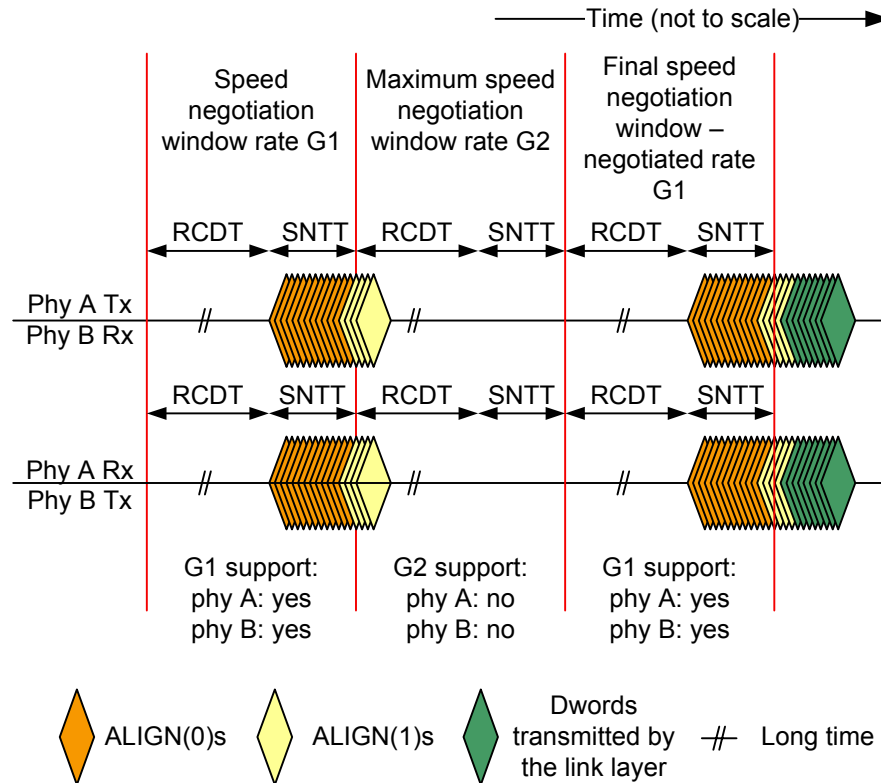 Time (not to scale)
Speed
negotiation
window rate G1
Maximum speed
negotiation
window rate G2
Final speed
negotiation
window –
negotiated rate
G1
RCDT SNTT RCDT SNTT RCDT SNTT
Phy A Tx
Phy B Rx
RCDT SNTT RCDT SNTT RCDT SNTT
Phy A Rx
Phy B Tx
G1 support:
phy A: yes
phy B: yes
G2 support:
phy A: no
phy B: no
G1 support:
phy A: yes
phy B: yes
ALIGN(0)s
ALIGN(1)s
Dwords
transmitted by
the link layer
Long time